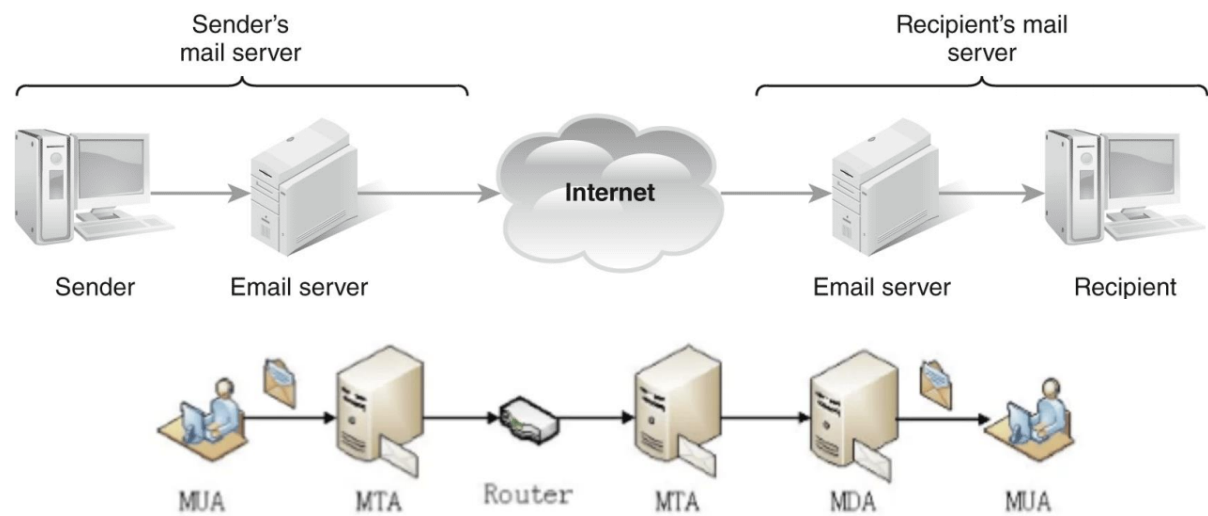 Sender's
mail server
Recipient's mail
server
Internet
Sender
Email server
Email server
Recipient
MUA
MTA
Router
MTA
MDA
MUA